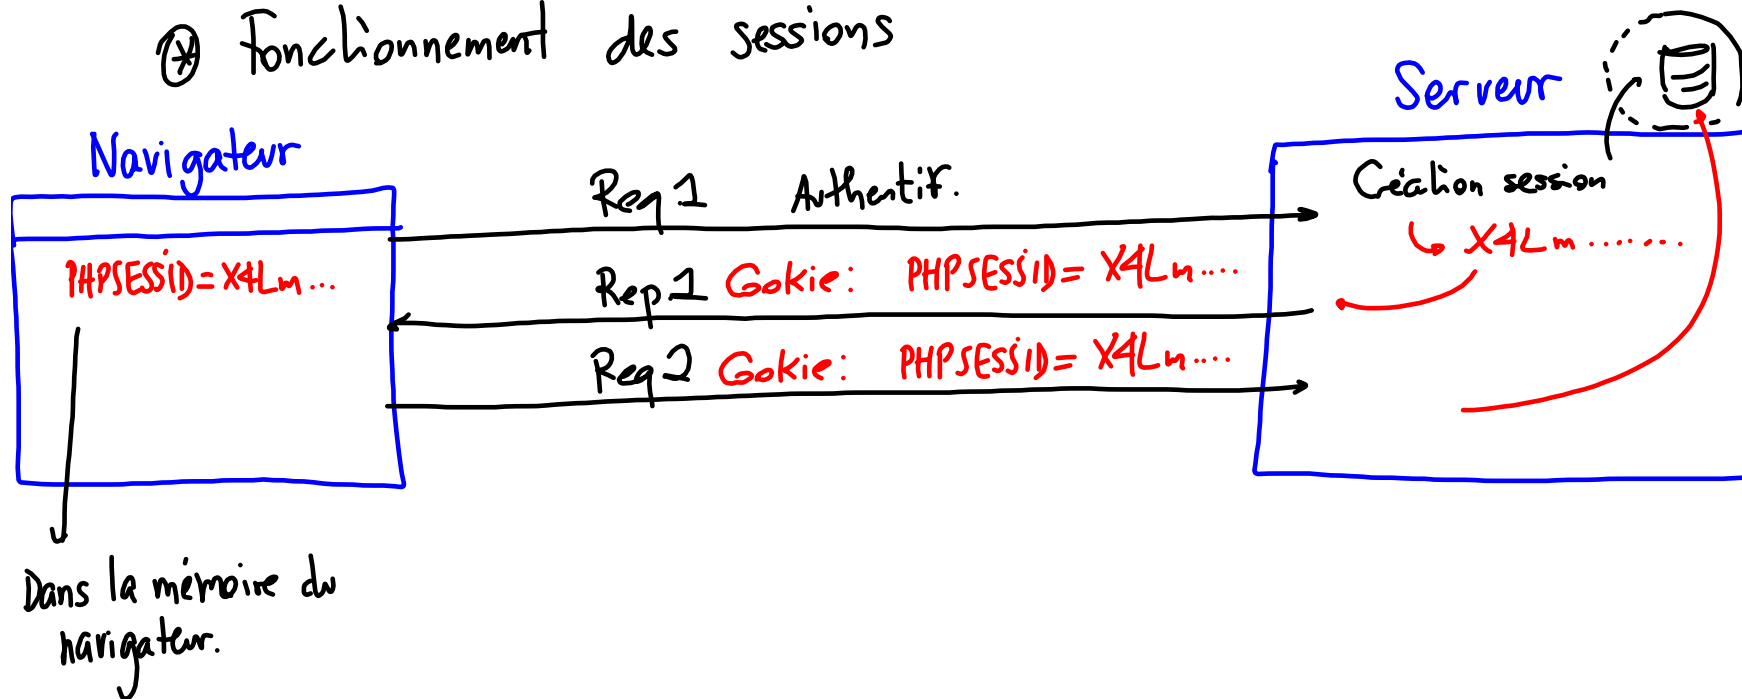 * Fonctionnement des sessions
Serveur
Navigateur
Création session
Req 1 Authentif.
X4Lm ........
PHPSESSID=X4Lm...
Rep 1 Cookie: PHPSESSID= X4Lm....
Req 2 Cookie: PHPSESSID= X4Lm....
Dans la mémoire du
navigateur.